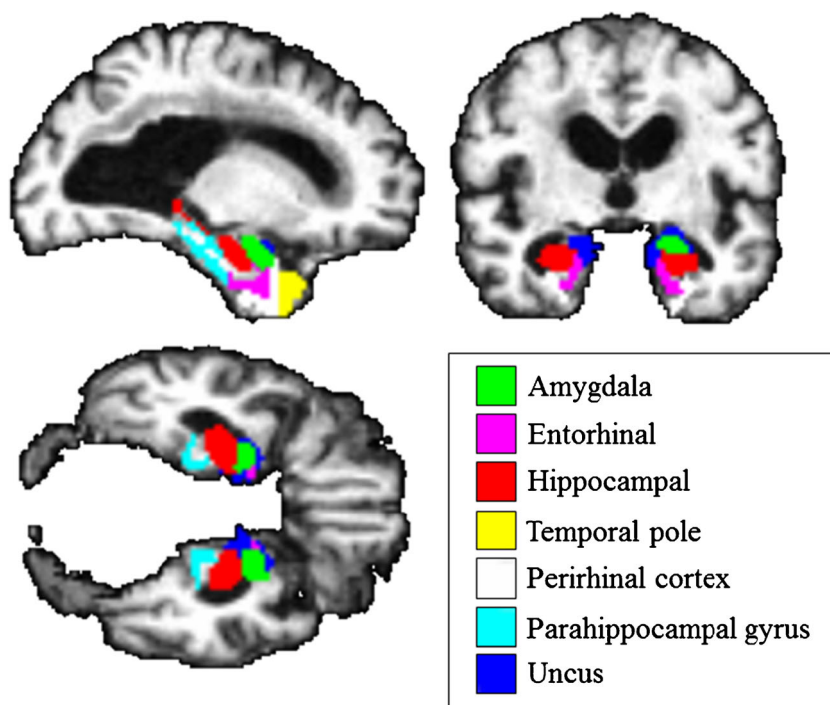 Amygdala
Entorhinal
Hippocampal
Temporal pole
Perirhinal cortex
Parahippocampal gyrus
Uncus